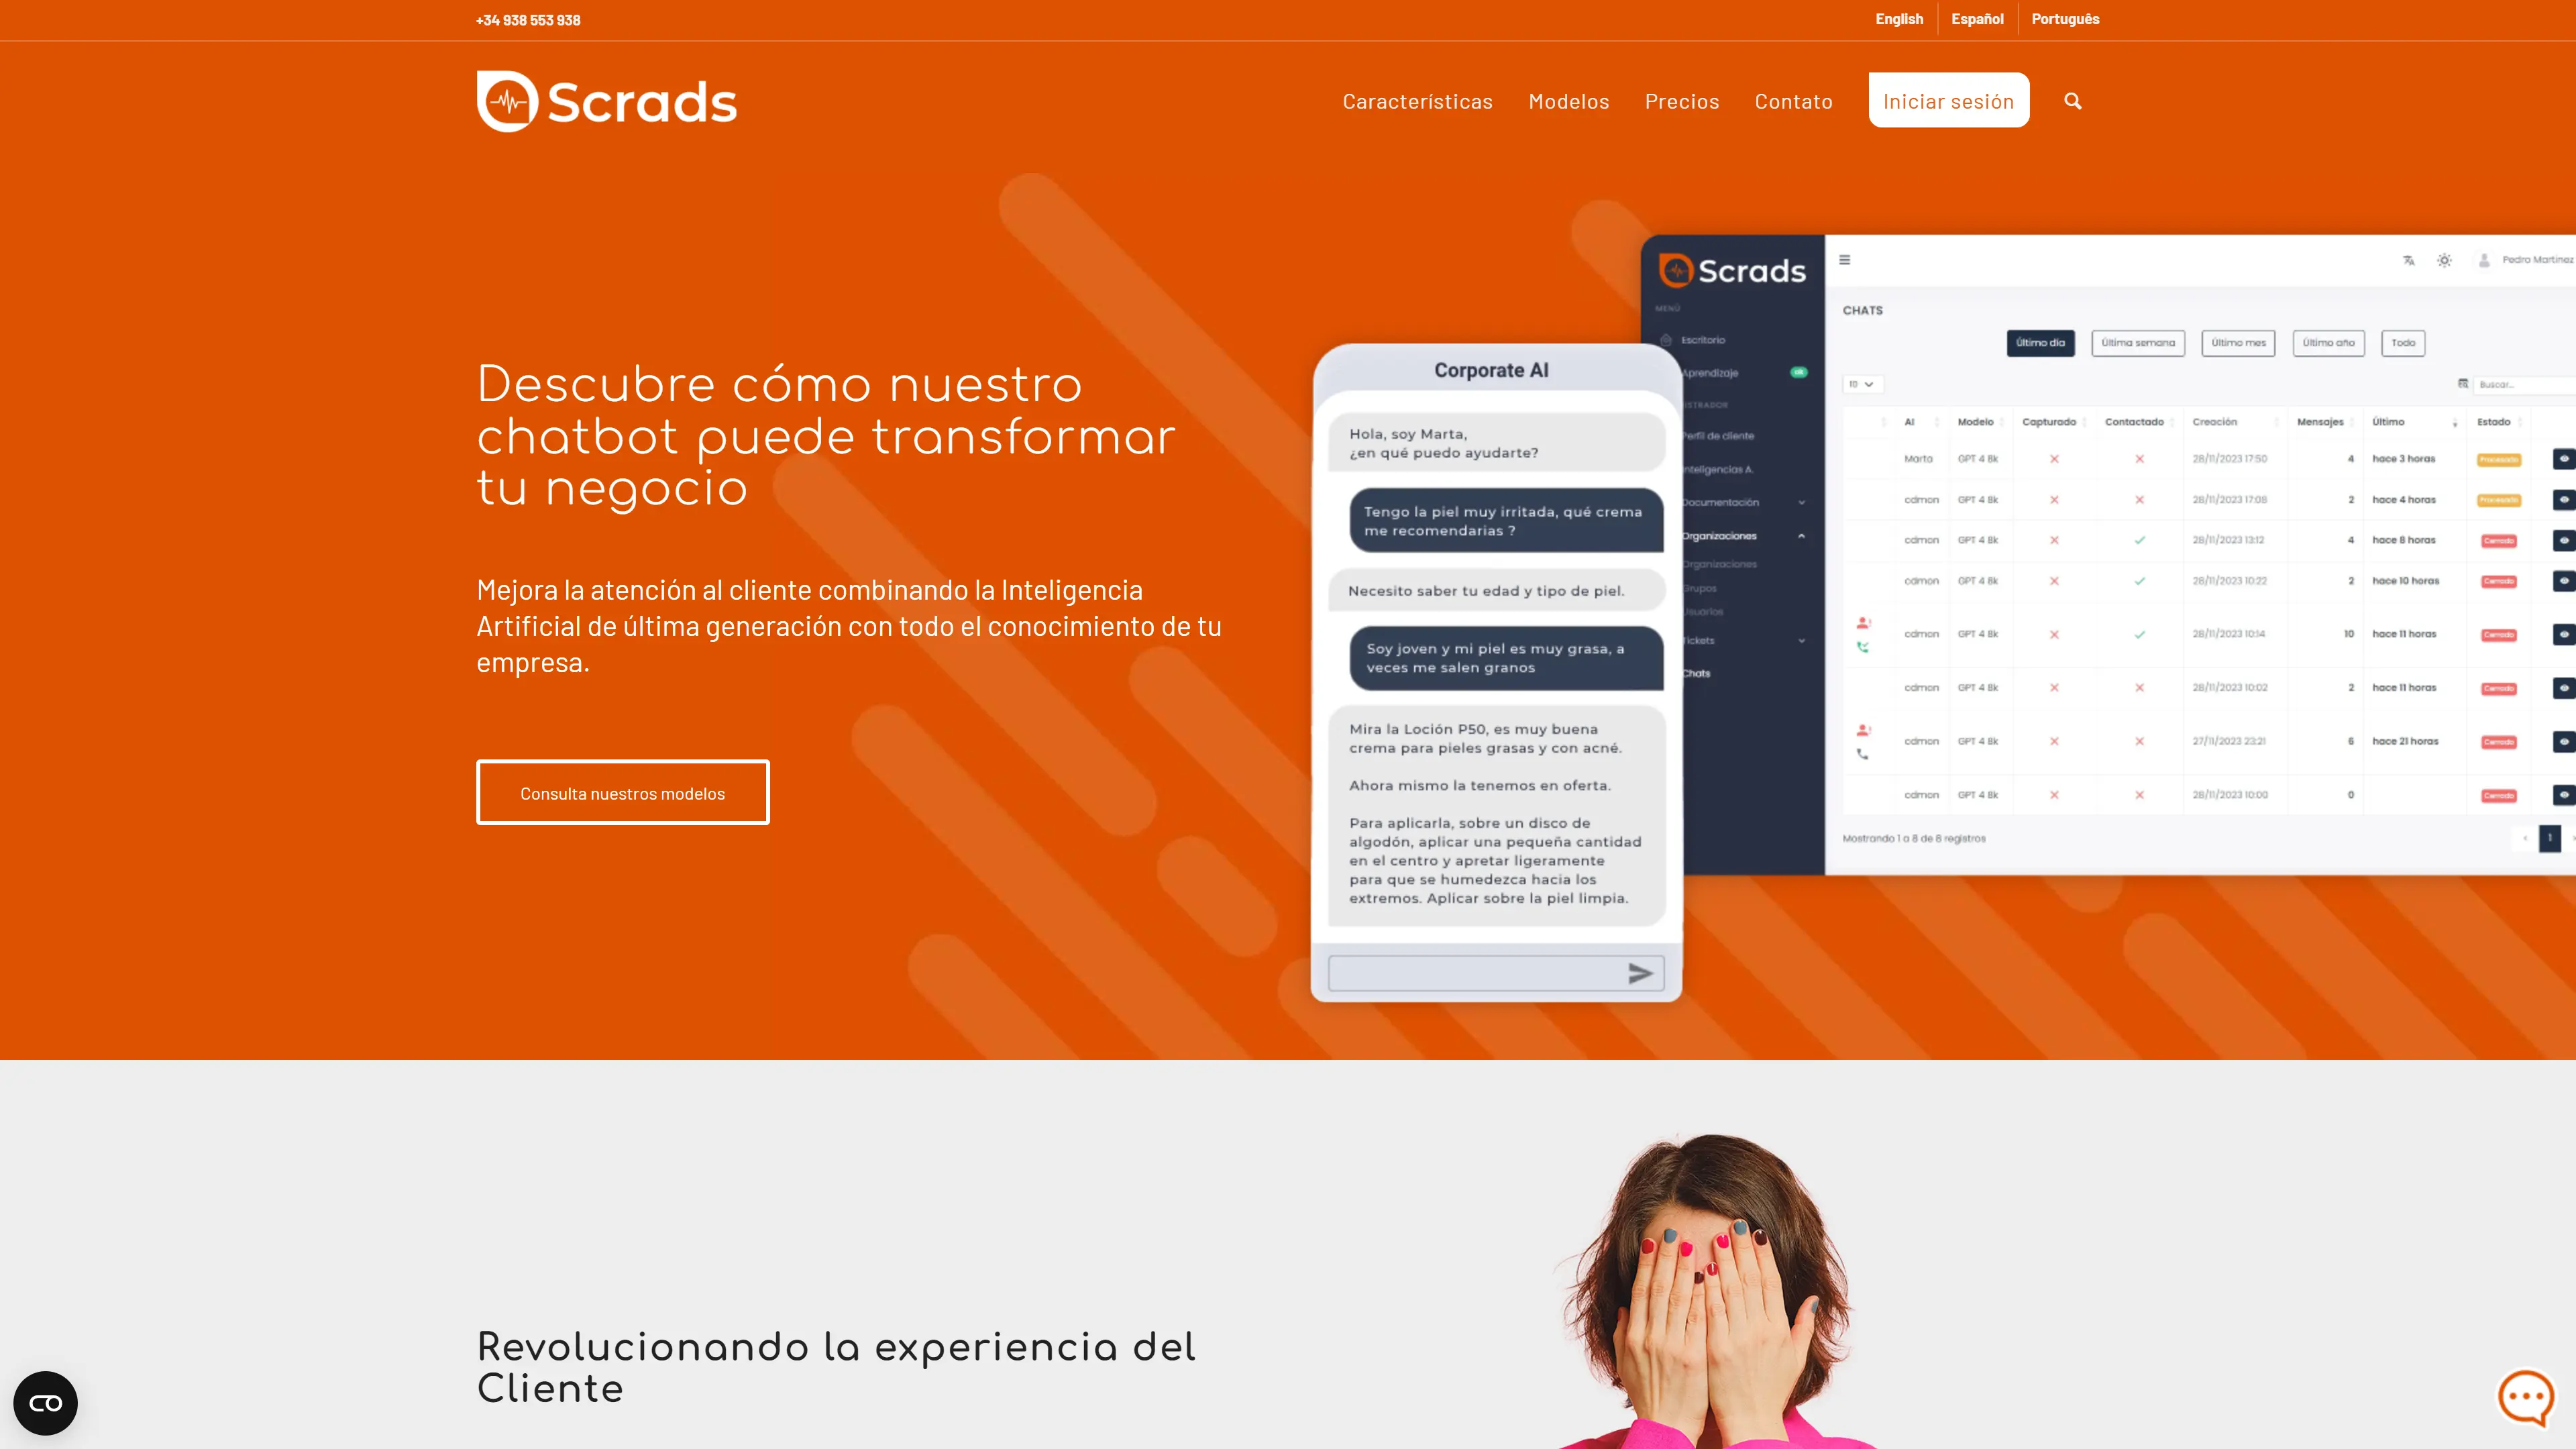 +34 938 553 938
English
Español
Português
Scrads
Características
Modelos
Precios
Contato
Iniciar sesión
Descubre cómo nuestro
chatbot puede transformar
tu negocio
Mejora la atención al cliente combinando la Inteligencia
Artificial de última generación con todo el conocimiento de tu
empresa.
Consulta nuestros modelos
Corporate AI
Hola, soy Marta,
¿en qué puedo ayudarte?
Tengo la piel muy irritada, qué crema
me recomendarias ?
Necesito saber tu edad y tipo de piel.
Soy joven y mi piel es muy grasa, a
veces me salen granos
Mira la Loción P50, es muy buena
crema para pieles grasas y con acné.
Ahora mismo la tenemos en oferta.
Para aplicarla, sobre un disco de
algodón, aplicar una pequeña cantidad
en el centro y apretar ligeramente
para que se humedezca hacia los
extremos. Aplicar sobre la piel limpia.
Scrads
MENÚ
Escritorio
Aprendizaje
ISTRADOR
Perfil de cliente
Inteligencias A.
Documentación
Organizaciones
Organizaciones
Grupos
Usuarios
Tickets
Chats
Pedro Martinez
CHATS
Último día
Última semana
Último mes
Último año
Todo
10
Buscar...
AI Modelo Capturado Contactado Creación Mensajes Último Estado
Marta GPT 4 8k 28/11/2023 17:50 4 hace 3 horas Procesado
cdmon GPT 4 8k 28/11/2023 17:08 2 hace 4 horas Procesado
cdmon GPT 4 8k 28/11/2023 13:12 4 hace 8 horas Cerrado
cdmon GPT 4 8k 28/11/2023 10:22 2 hace 10 horas Cerrado
cdmon GPT 4 8k 28/11/2023 10:14 10 hace 11 horas Cerrado
cdmon GPT 4 8k 28/11/2023 10:02 2 hace 11 horas Cerrado
cdmon GPT 4 8k 27/11/2023 23:21 6 hace 21 horas Cerrado
cdmon GPT 4 8k 28/11/2023 10:00 0 Cerrado
Mostrando 1 a 8 de 8 registros
1
Revolucionando la experiencia del
Cliente